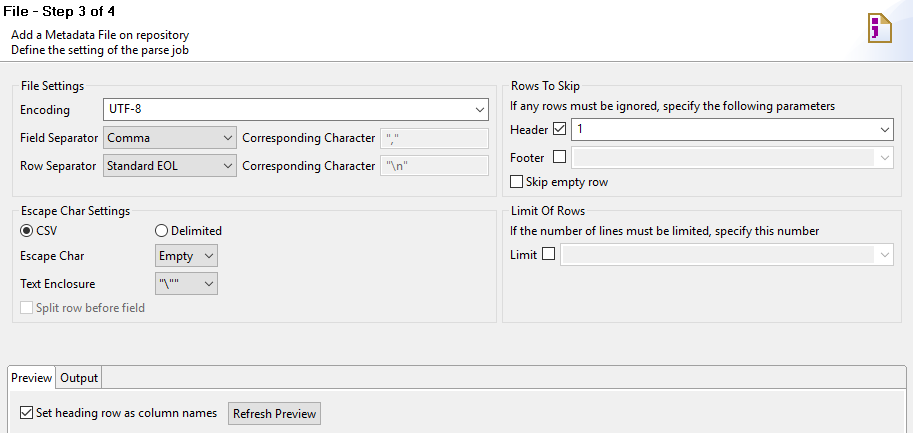 File - Step 3 of 4
Add a Metadata File on repository
Define the setting of the parse job
File Settings
Encoding UTF-8
Field Separator Comma Corresponding Character ","
Row Separator Standard EOL Corresponding Character "\n"
Rows To Skip
If any rows must be ignored, specify the following parameters
Header 1
Footer
Skip empty row
Escape Char Settings
CSV Delimited
Escape Char Empty
Text Enclosure "\""
Split row before field
Limit Of Rows
If the number of lines must be limited, specify this number
Limit
Preview Output
Set heading row as column names Refresh Preview